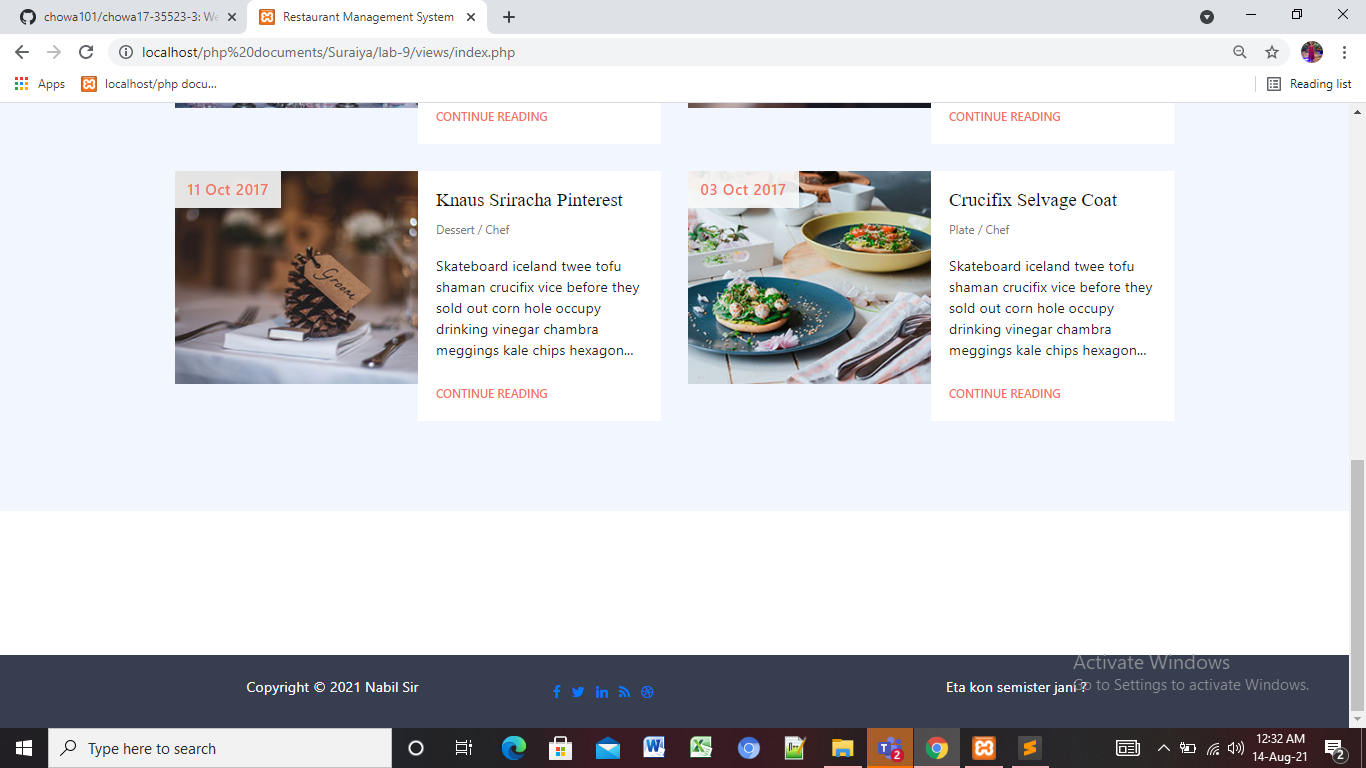 chowa101/chowa17-35523-3: We
Restaurant Management System
localhost/php%20documents/Suraiya/lab-9/views/index.php
Apps
localhost/php docu...
Reading list
CONTINUE READING
CONTINUE READING
11 Oct 2017
Groom
Knaus Sriracha Pinterest
Dessert / Chef
Skateboard iceland twee tofu
shaman crucifix vice before they
sold out corn hole occupy
drinking vinegar chambra
meggings kale chips hexagon...
CONTINUE READING
03 Oct 2017
Crucifix Selvage Coat
Plate / Chef
Skateboard iceland twee tofu
shaman crucifix vice before they
sold out corn hole occupy
drinking vinegar chambra
meggings kale chips hexagon...
CONTINUE READING
Copyright © 2021 Nabil Sir
Eta kon semister jani ?
Activate Windows
Go to Settings to activate Windows.
Type here to search
2
12:32 AM
14-Aug-21
2